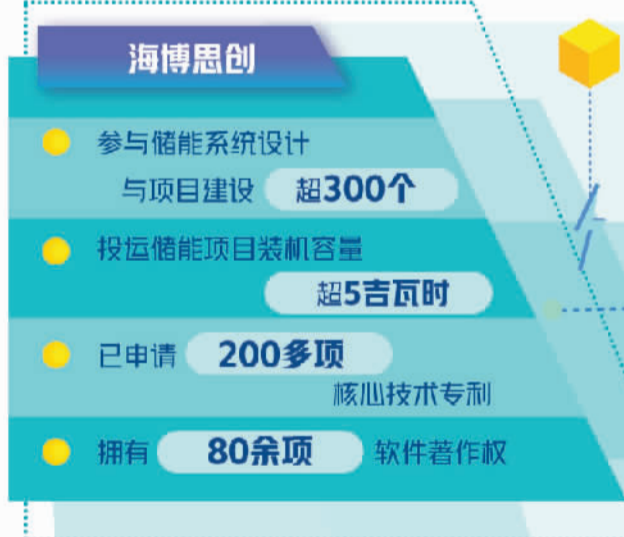 海博思创
参与储能系统设计
与项目建设 超300个
投运储能项目装机容量
超5吉瓦时
已申请 200多项
核心技术专利
拥有 80余项 软件著作权